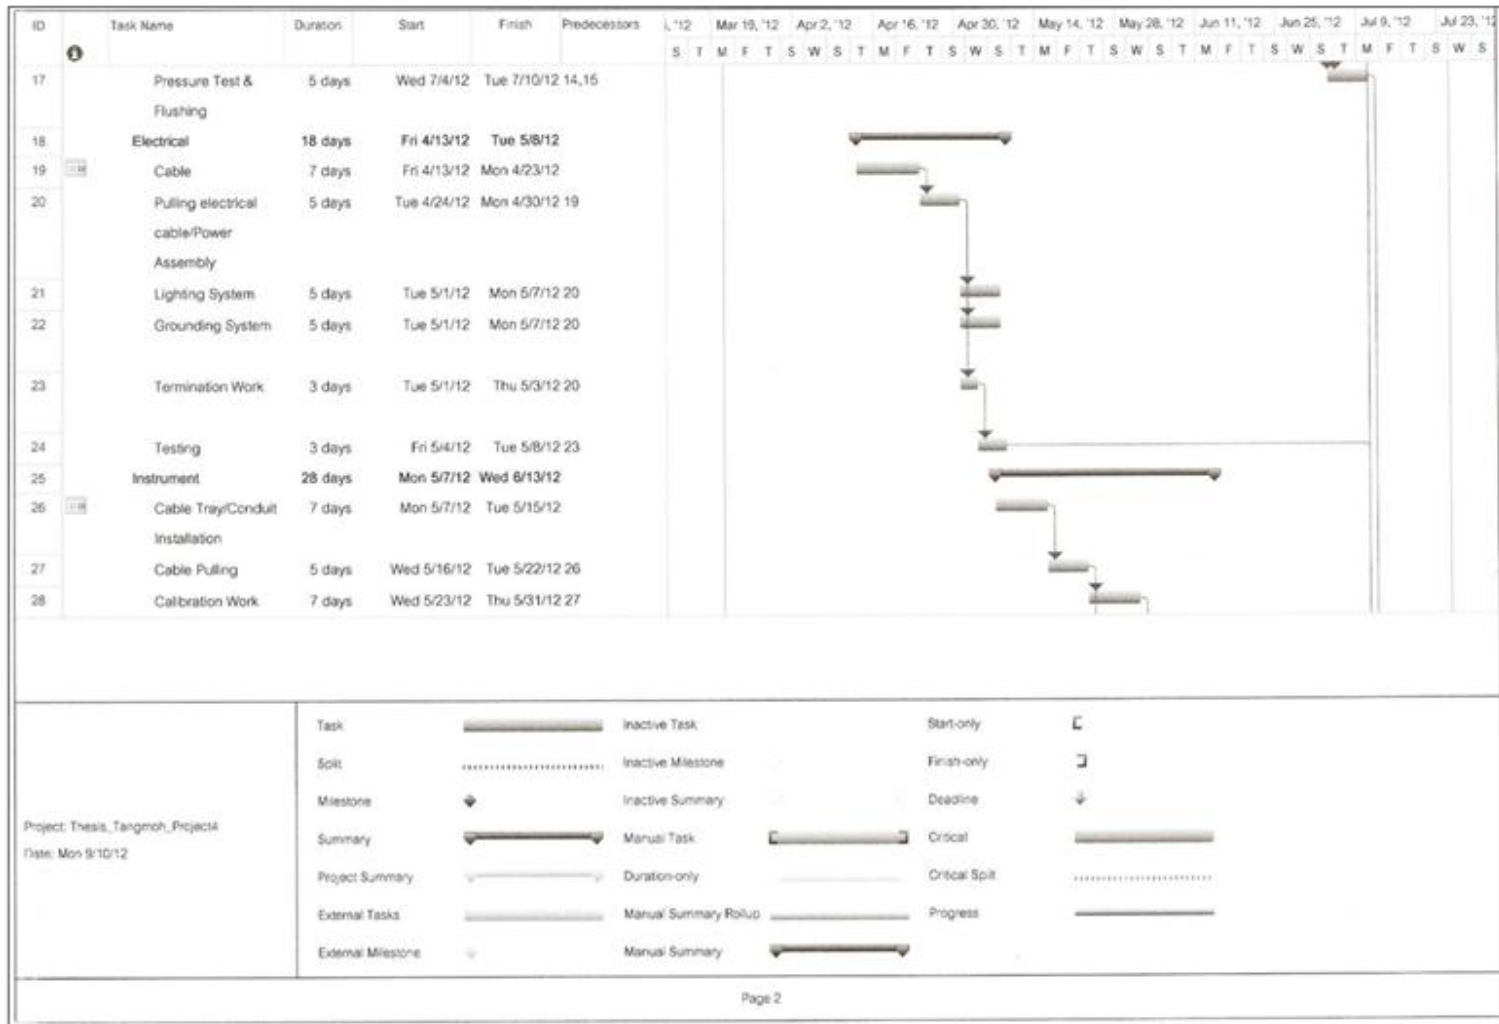 ID Task Name Duration Start Finish Predecessors , '12 Mar 19, '12 Apr 2, '12 Apr 16, '12 Apr 30, '12 May 14, '12 May 28, '12 Jun 11, '12 Jun 25, '12 Jul 9, '12 Jul 23, '12
S T M F T S W S T M F T S W S T M F T S W S T M F T S W S T M F T S W S
17 Pressure Test & 5 days Wed 7/4/12 Tue 7/10/12 14,15
Flushing
18 Electrical 18 days Fri 4/13/12 Tue 5/8/12
19 Cable 7 days Fri 4/13/12 Mon 4/23/12
20 Pulling electrical 5 days Tue 4/24/12 Mon 4/30/12 19
cable/Power
Assembly
21 Lighting System 5 days Tue 5/1/12 Mon 5/7/12 20
22 Grounding System 5 days Tue 5/1/12 Mon 5/7/12 20
23 Termination Work 3 days Tue 5/1/12 Thu 5/3/12 20
24 Testing 3 days Fri 5/4/12 Tue 5/8/12 23
25 Instrument 28 days Mon 5/7/12 Wed 6/13/12
26 Cable Tray/Conduit 7 days Mon 5/7/12 Tue 5/15/12
Installation
27 Cable Pulling 5 days Wed 5/16/12 Tue 5/22/12 26
28 Calibration Work 7 days Wed 5/23/12 Thu 5/31/12 27
Project: Thesis_Tangmoh_Project4
Date: Mon 9/10/12
Task Inactive Task Start-only
Split Inactive Milestone Finish-only
Milestone Inactive Summary Deadline
Summary Manual Task Critical
Project Summary Duration-only Critical Split
External Tasks Manual Summary Rollup Progress
External Milestone Manual Summary
Page 2